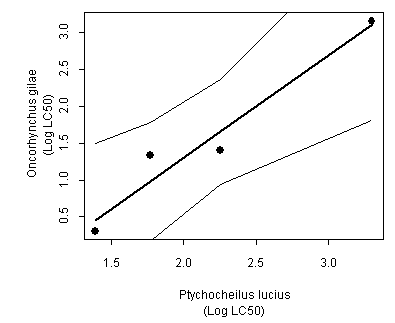 Oncorhynchus gilae
(Log LC50)
3.0
2.5
2.0
1.5
1.0
0.5
1.5 2.0 2.5 3.0
Ptychocheilus lucius
(Log LC50)